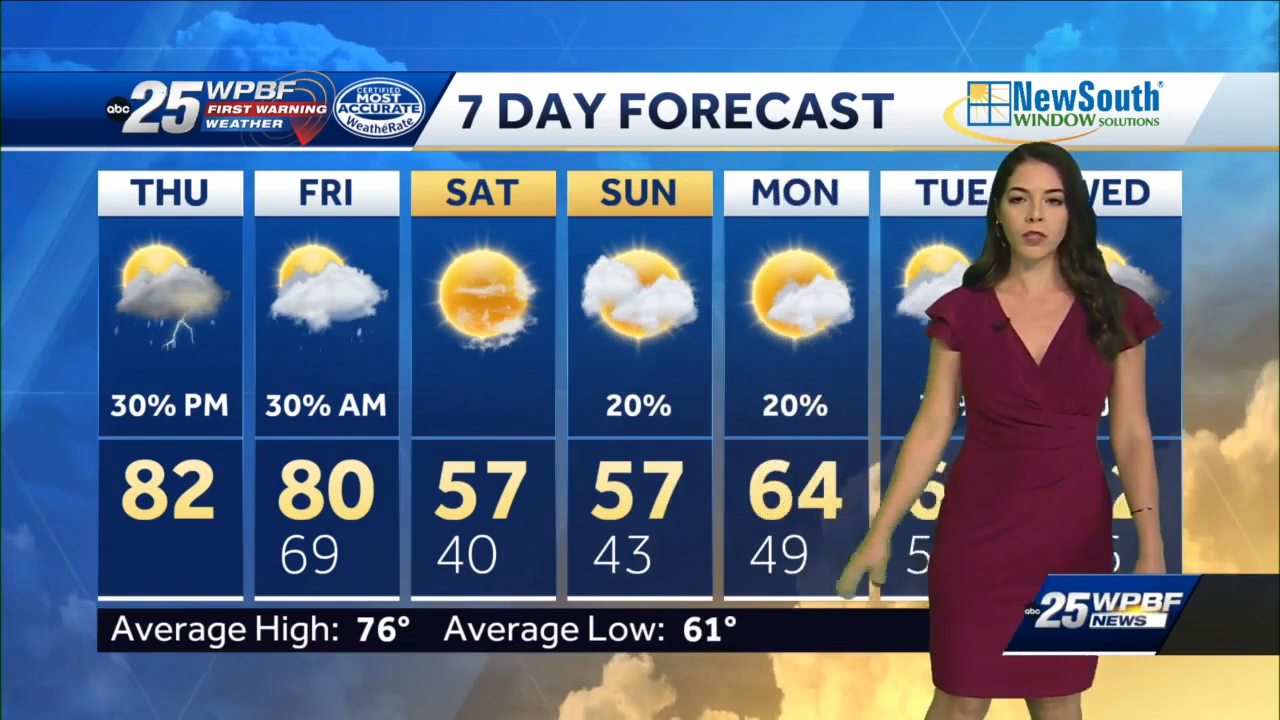 abc 25 WPBF
FIRST WARNING
WEATHER
CERTIFIED
MOST
ACCURATE
WeatheRate
7 DAY FORECAST
NewSouth®
WINDOW SOLUTIONS
THU FRI SAT SUN MON TUE WED
30% PM 30% AM 20% 20%
82 80 57 57 64
69 40 43 49
Average High: 76° Average Low: 61°
abc 25 WPBF
NEWS